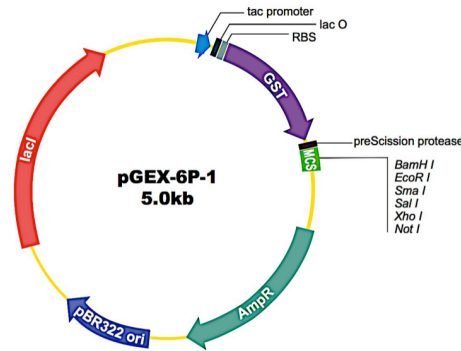 tac promoter
lac O
RBS
GST
preScission protease
MCS
BamH I
EcoR I
Sma I
Sal I
Xho I
Not I
lacI
pGEX-6P-1
5.0kb
AmpR
pBR322 ori